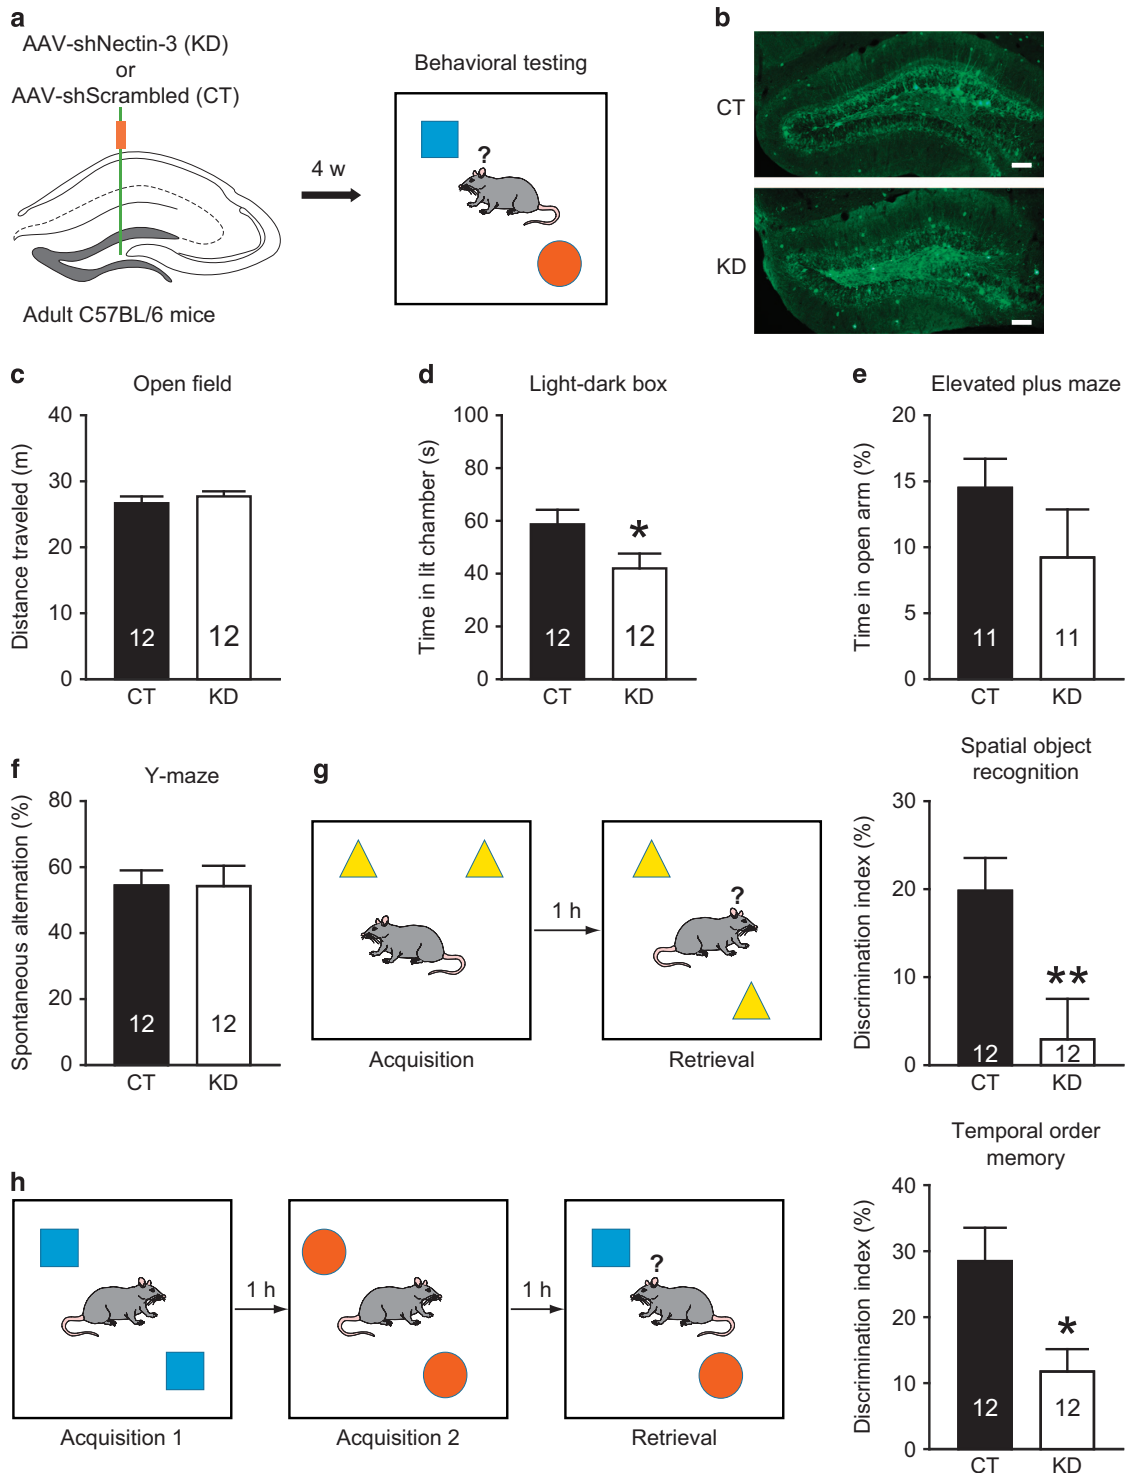 a
AAV-shNectin-3 (KD)
or
AAV-shScrambled (CT)
4 w
Behavioral testing
?
Adult C57BL/6 mice
b
CT
KD
c
Open field
Distance traveled (m)
40
30
20
10
0
12
12
CT
KD
d
Light-dark box
Time in lit chamber (s)
100
80
60
40
20
0
*
12
12
CT
KD
e
Elevated plus maze
Time in open arm (%)
20
15
10
5
0
11
11
CT
KD
f
Y-maze
Spontaneous alternation (%)
80
60
40
20
0
12
12
CT
KD
g
1 h
?
Acquisition
Retrieval
Spatial object
recognition
Discrimination index (%)
30
20
10
0
**
12
12
CT
KD
h
1 h
1 h
?
Acquisition 1
Acquisition 2
Retrieval
Temporal order
memory
Discrimination index (%)
40
30
20
10
0
*
12
12
CT
KD